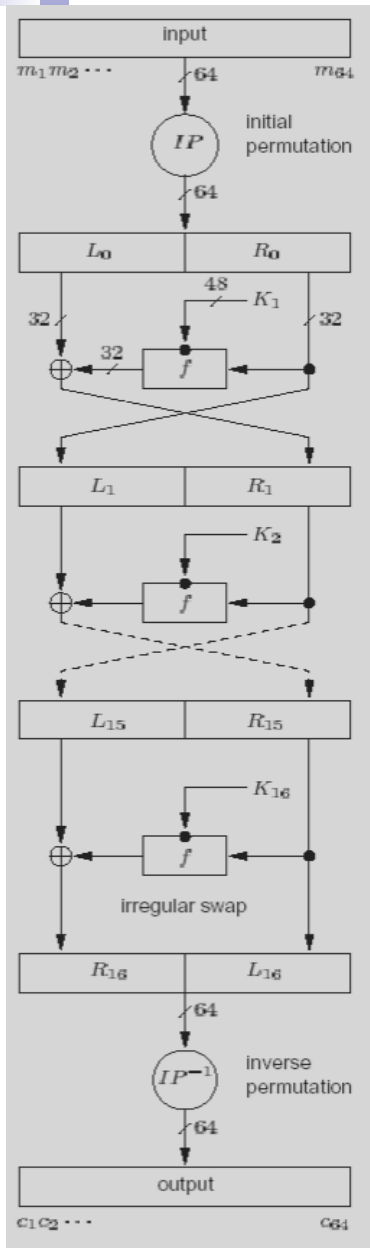 input
m₁m₂⋯ 64 m₆₄
IP initial
permutation
64
L₀ R₀
48 K₁
32 32
32 f
L₁ R₁
K₂
f
L₁₅ R₁₅
K₁₆
f
irregular swap
R₁₆ L₁₆
64
IP⁻¹ inverse
permutation
64
output
c₁c₂⋯ c₆₄